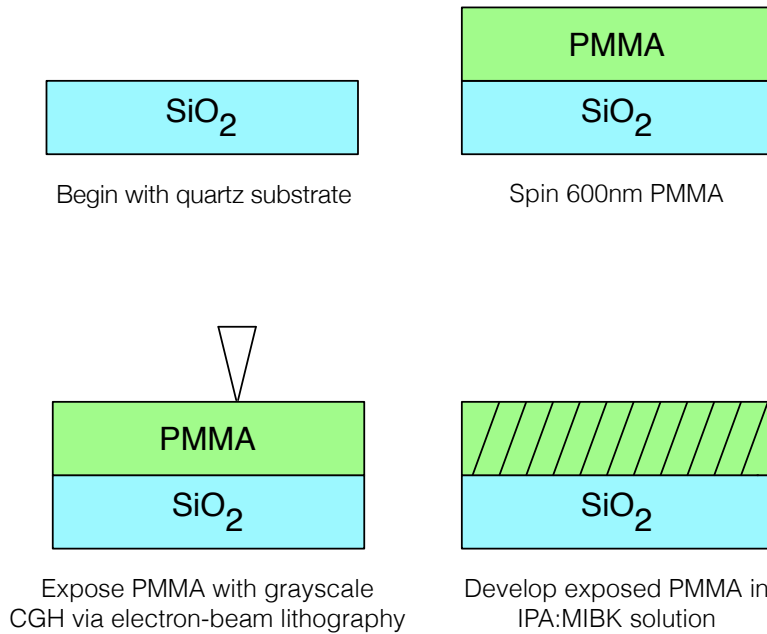 SiO2
Begin with quartz substrate
PMMA
SiO2
Spin 600nm PMMA
PMMA
SiO2
Expose PMMA with grayscale
CGH via electron-beam lithography
SiO2
Develop exposed PMMA in
IPA:MIBK solution